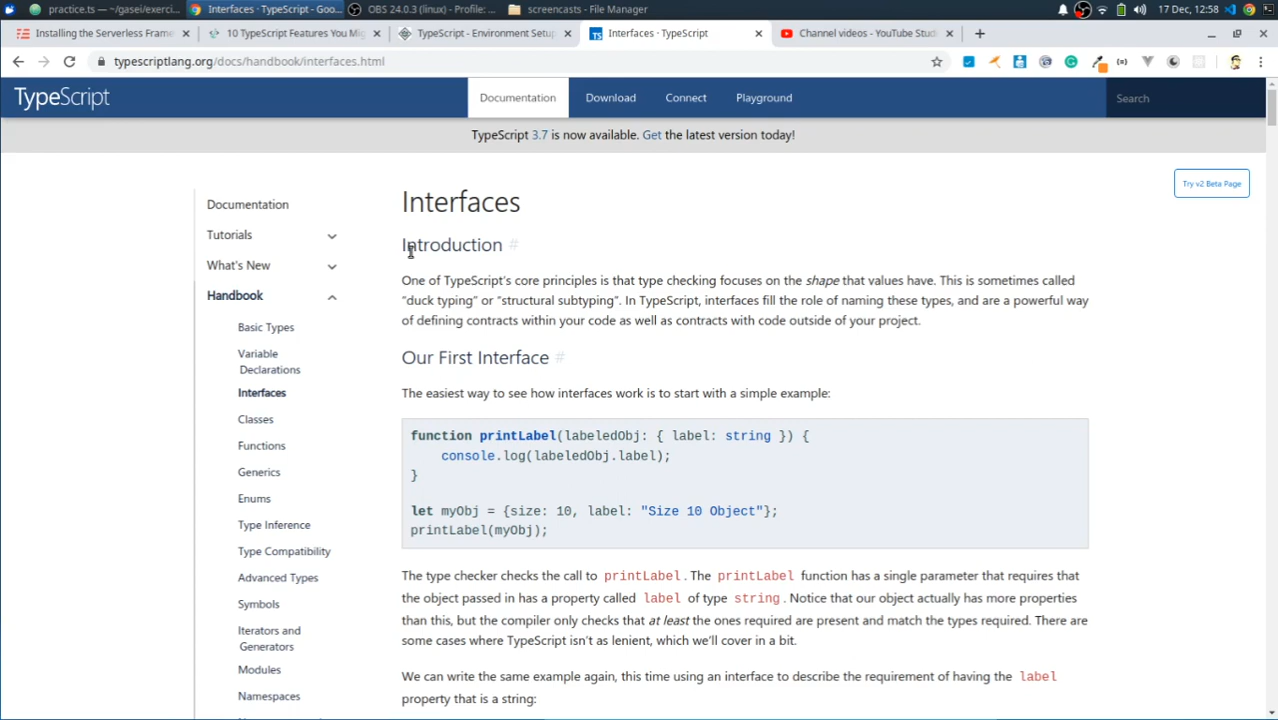 practice.ts — ~/gasei/exerci... Interfaces · TypeScript - Goo... OBS 24.0.3 (linux) - Profile: ... screencasts - File Manager 17 Dec, 12:58
Installing the Serverless Frame 10 TypeScript Features You Mig TypeScript - Environment Setup Interfaces · TypeScript Channel videos - YouTube Studi
typescriptlang.org/docs/handbook/interfaces.html
TypeScript Documentation Download Connect Playground Search
TypeScript 3.7 is now available. Get the latest version today!
Try v2 Beta Page
Documentation
Tutorials
What's New
Handbook
Basic Types
Variable
Declarations
Interfaces
Classes
Functions
Generics
Enums
Type Inference
Type Compatibility
Advanced Types
Symbols
Iterators and
Generators
Modules
Namespaces
Interfaces
Introduction #
One of TypeScript's core principles is that type checking focuses on the shape that values have. This is sometimes called
“duck typing” or “structural subtyping”. In TypeScript, interfaces fill the role of naming these types, and are a powerful way
of defining contracts within your code as well as contracts with code outside of your project.
Our First Interface #
The easiest way to see how interfaces work is to start with a simple example:
function printLabel(labeledObj: { label: string }) {
console.log(labeledObj.label);
}
let myObj = {size: 10, label: "Size 10 Object"};
printLabel(myObj);
The type checker checks the call to printLabel. The printLabel function has a single parameter that requires that
the object passed in has a property called label of type string. Notice that our object actually has more properties
than this, but the compiler only checks that at least the ones required are present and match the types required. There are
some cases where TypeScript isn't as lenient, which we'll cover in a bit.
We can write the same example again, this time using an interface to describe the requirement of having the label
property that is a string: